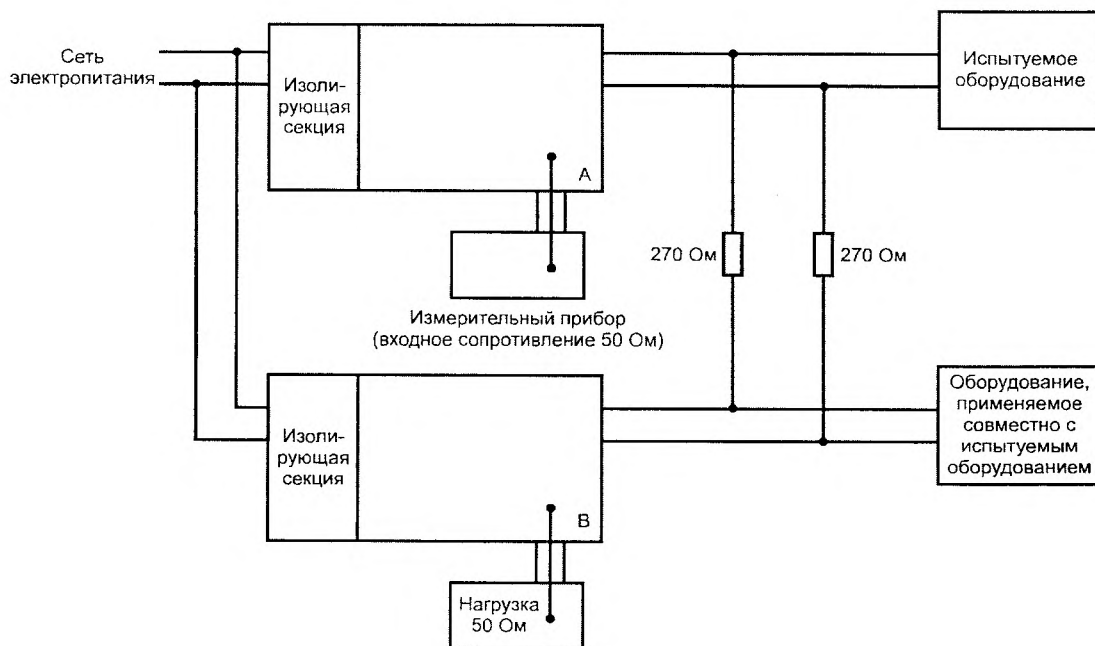 Сеть
электропитания
Изоли-
рующая
секция
А
Испытуемое
оборудование
270 Ом
270 Ом
Измерительный прибор
(входное сопротивление 50 Ом)
Изоли-
рующая
секция
В
Оборудование,
применяемое
совместно с
испытуемым
оборудованием
Нагрузка
50 Ом